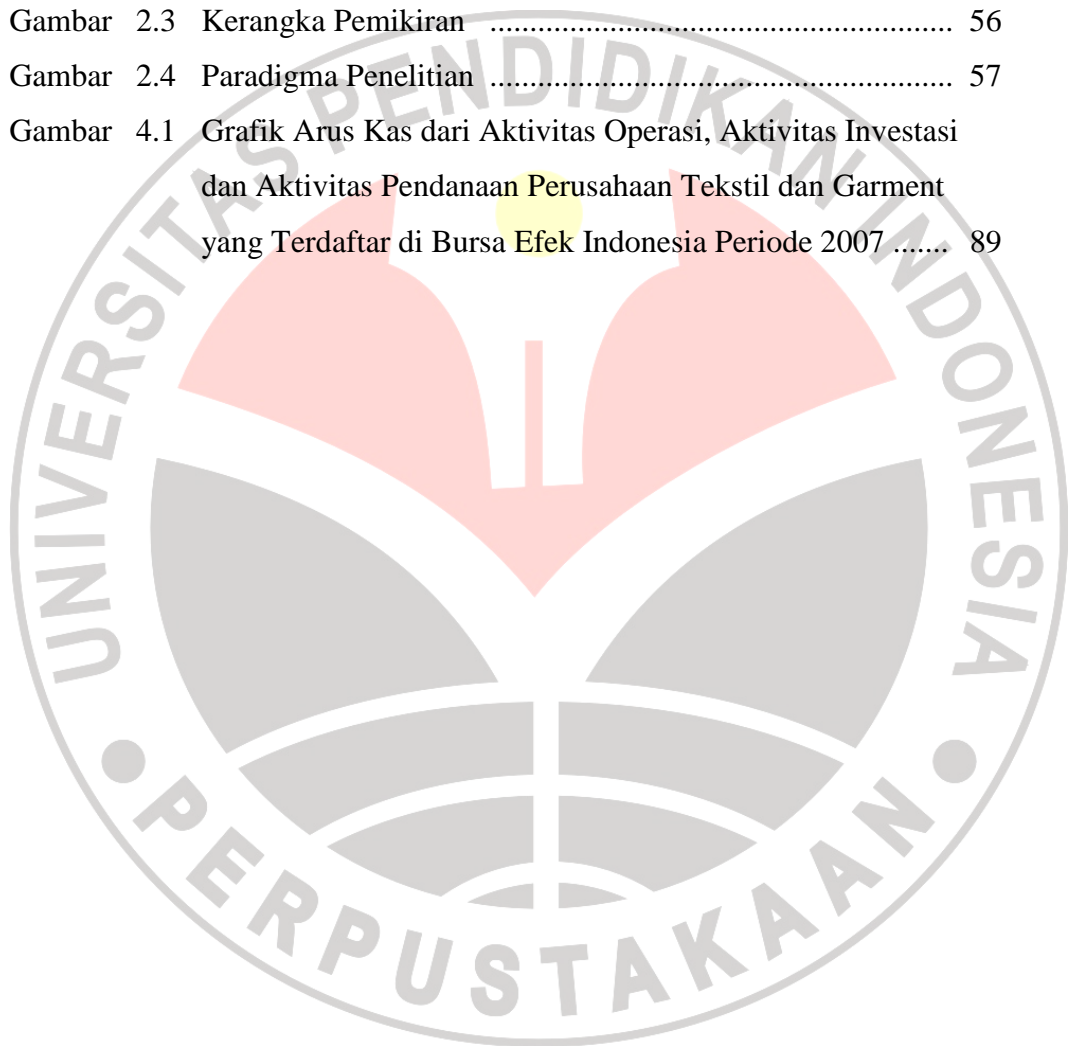 Gambar 2.3 Kerangka Pemikiran ........................................................ 56
Gambar 2.4 Paradigma Penelitian ........................................................ 57
Gambar 4.1 Grafik Arus Kas dari Aktivitas Operasi, Aktivitas Investasi
dan Aktivitas Pendanaan Perusahaan Tekstil dan Garment
yang Terdaftar di Bursa Efek Indonesia Periode 2007 ....... 89
UNIVERSITAS PENDIDIKAN INDONESIA
PERPUSTAKAAN